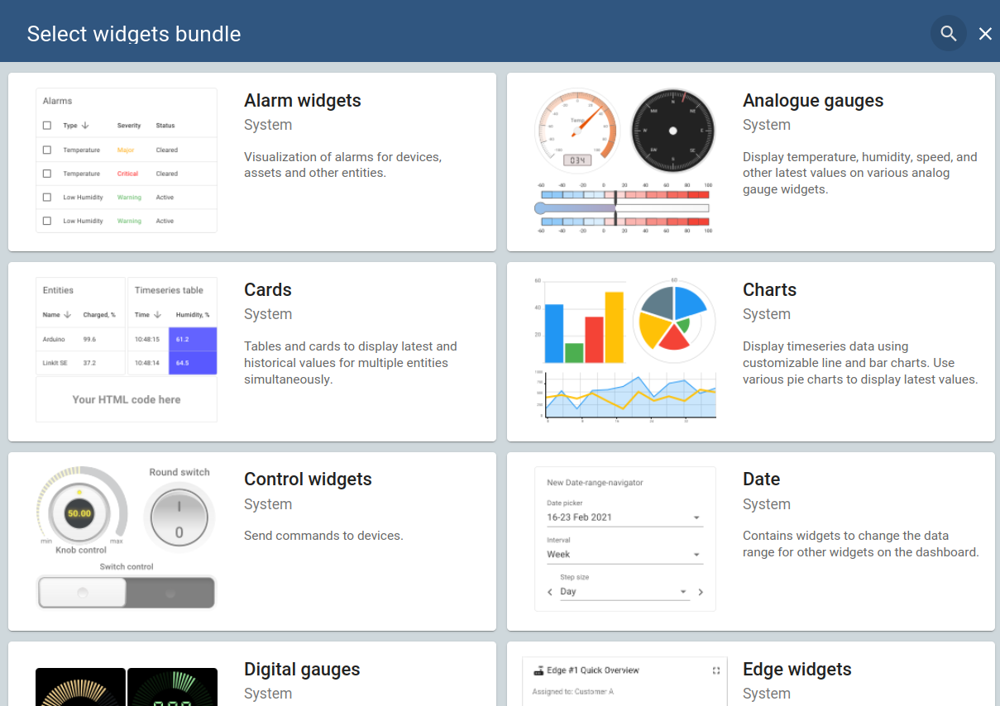 Select widgets bundle
Alarms
Type Severity Status
Temperature Major Cleared
Temperature Critical Cleared
Low Humidity Warning Active
Low Humidity Warning Active
Alarm widgets
System
Visualization of alarms for devices,
assets and other entities.
Temp
034
N
NE
E
SE
S
SW
W
NW
-60 -40 -20 0 20 40 60 80 100
-60 -40 -20 0 20 40 60 80 100
Analogue gauges
System
Display temperature, humidity, speed, and
other latest values on various analog
gauge widgets.
Entities
Name Charged, %
Arduino 99.6
LinkIt SE 37.2
Timeseries table
Time Humidity, %
10:48:15 61.2
10:48:14 64.5
Your HTML code here
Cards
System
Tables and cards to display latest and
historical values for multiple entities
simultaneously.
60
40
20
60
Charts
System
Display timeseries data using
customizable line and bar charts. Use
various pie charts to display latest values.
50.00
min max
Knob control
Round switch
I
0
Switch control
Control widgets
System
Send commands to devices.
New Date-range-navigator
Date picker
16-23 Feb 2021
Interval
Week
Step size
Day
Date
System
Contains widgets to change the data
range for other widgets on the dashboard.
Digital gauges
System
Edge #1 Quick Overview
Assigned to: Customer A
Edge widgets
System